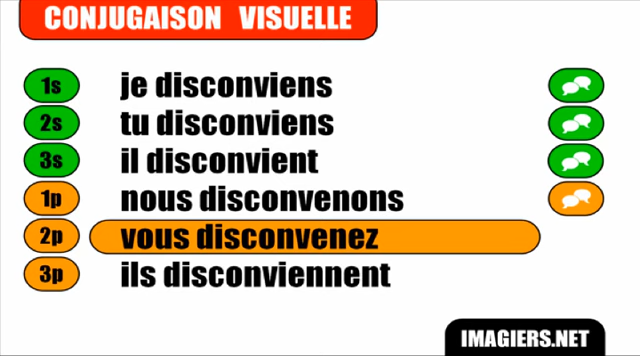 CONJUGAISON VISUELLE
1s je disconviens
2s tu disconviens
3s il disconvient
1p nous disconvenons
2p vous disconvenez
3p ils disconviennent
IMAGIERS.NET